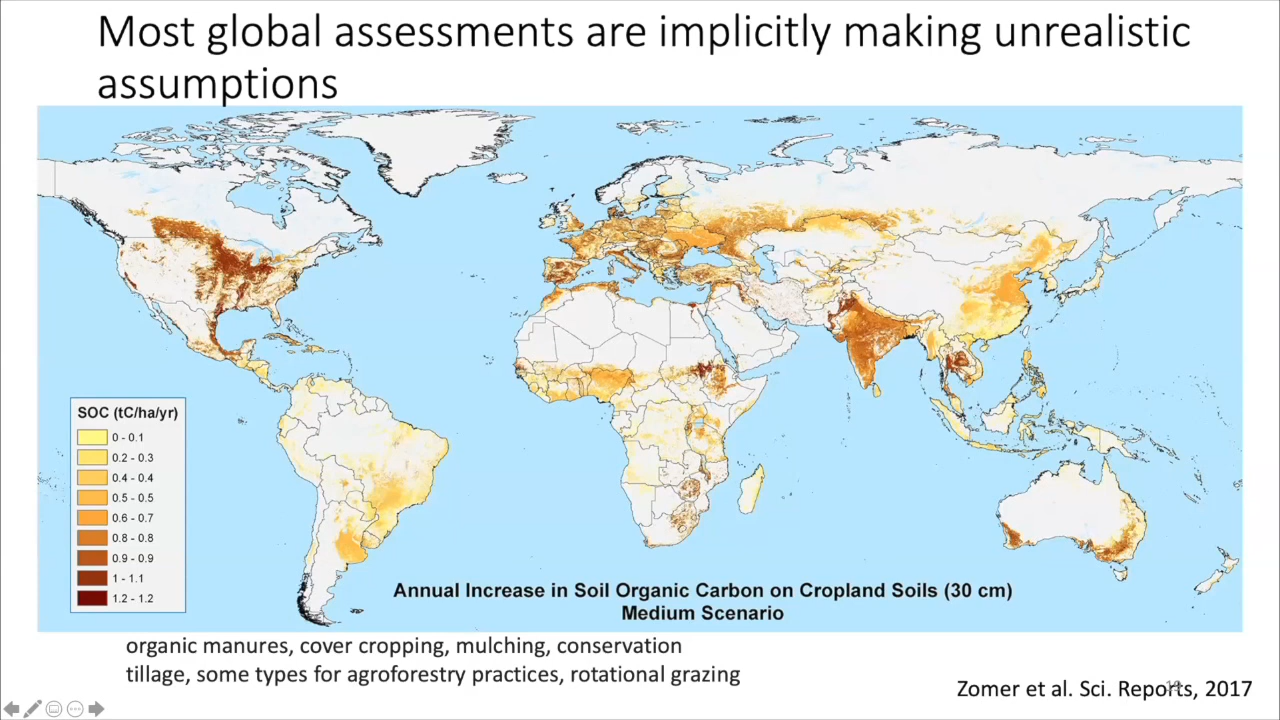 Most global assessments are implicitly making unrealistic
assumptions
SOC (tC/ha/yr)
0 - 0.1
0.2 - 0.3
0.4 - 0.4
0.5 - 0.5
0.6 - 0.7
0.8 - 0.8
0.9 - 0.9
1 - 1.1
1.2 - 1.2
Annual Increase in Soil Organic Carbon on Cropland Soils (30 cm)
Medium Scenario
organic manures, cover cropping, mulching, conservation
tillage, some types for agroforestry practices, rotational grazing
Zomer et al. Sci. Reports, 2017